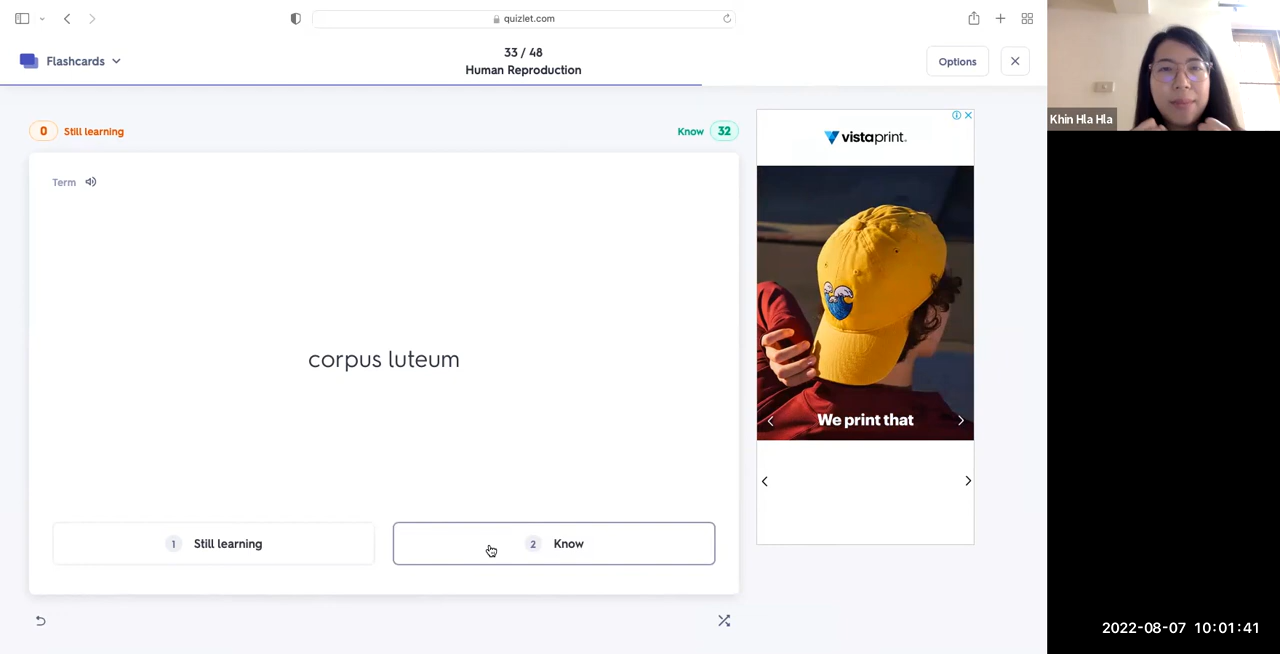 quizlet.com
Flashcards
33 / 48
Human Reproduction
Options
0 Still learning
Know 32
Term
corpus luteum
1 Still learning
2 Know
vistaprint.
We print that
Khin Hla Hla
2022-08-07 10:01:41